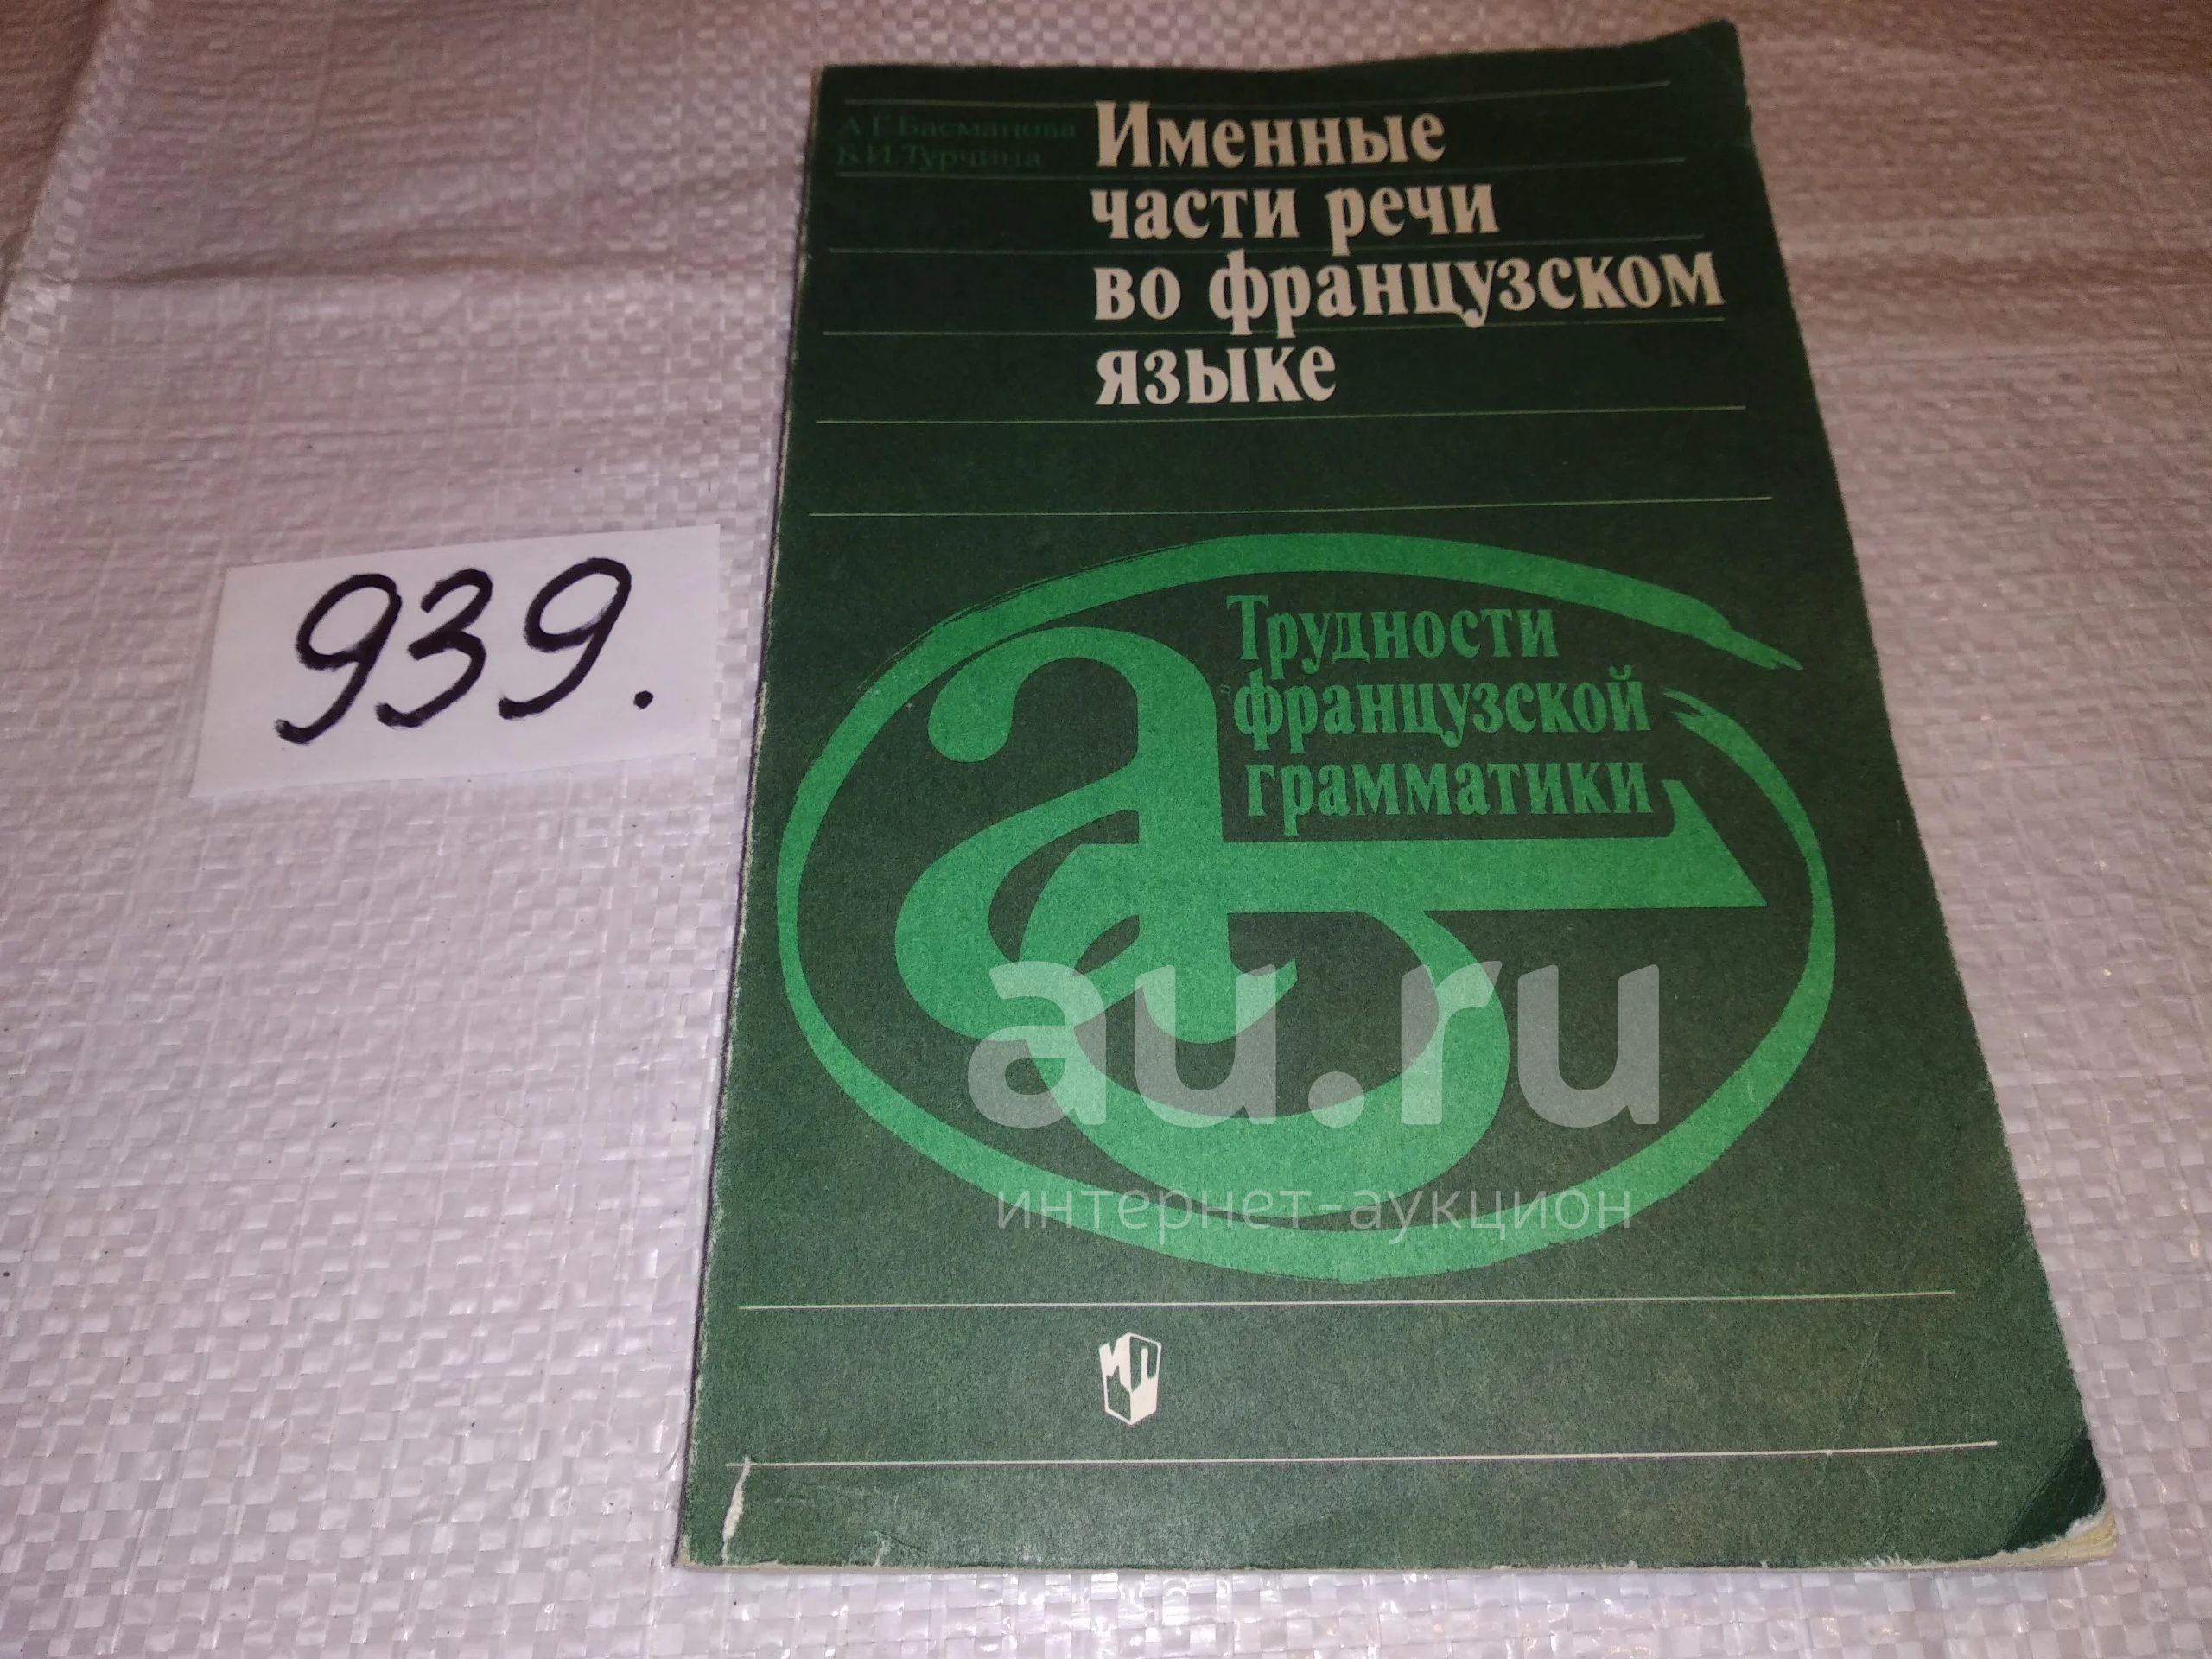 А.Г. Басманова
Б.И. Турчина
Именные
части речи
во французском
языке
939.
Трудности
французской
грамматики
au.ru
интернет-аукцион